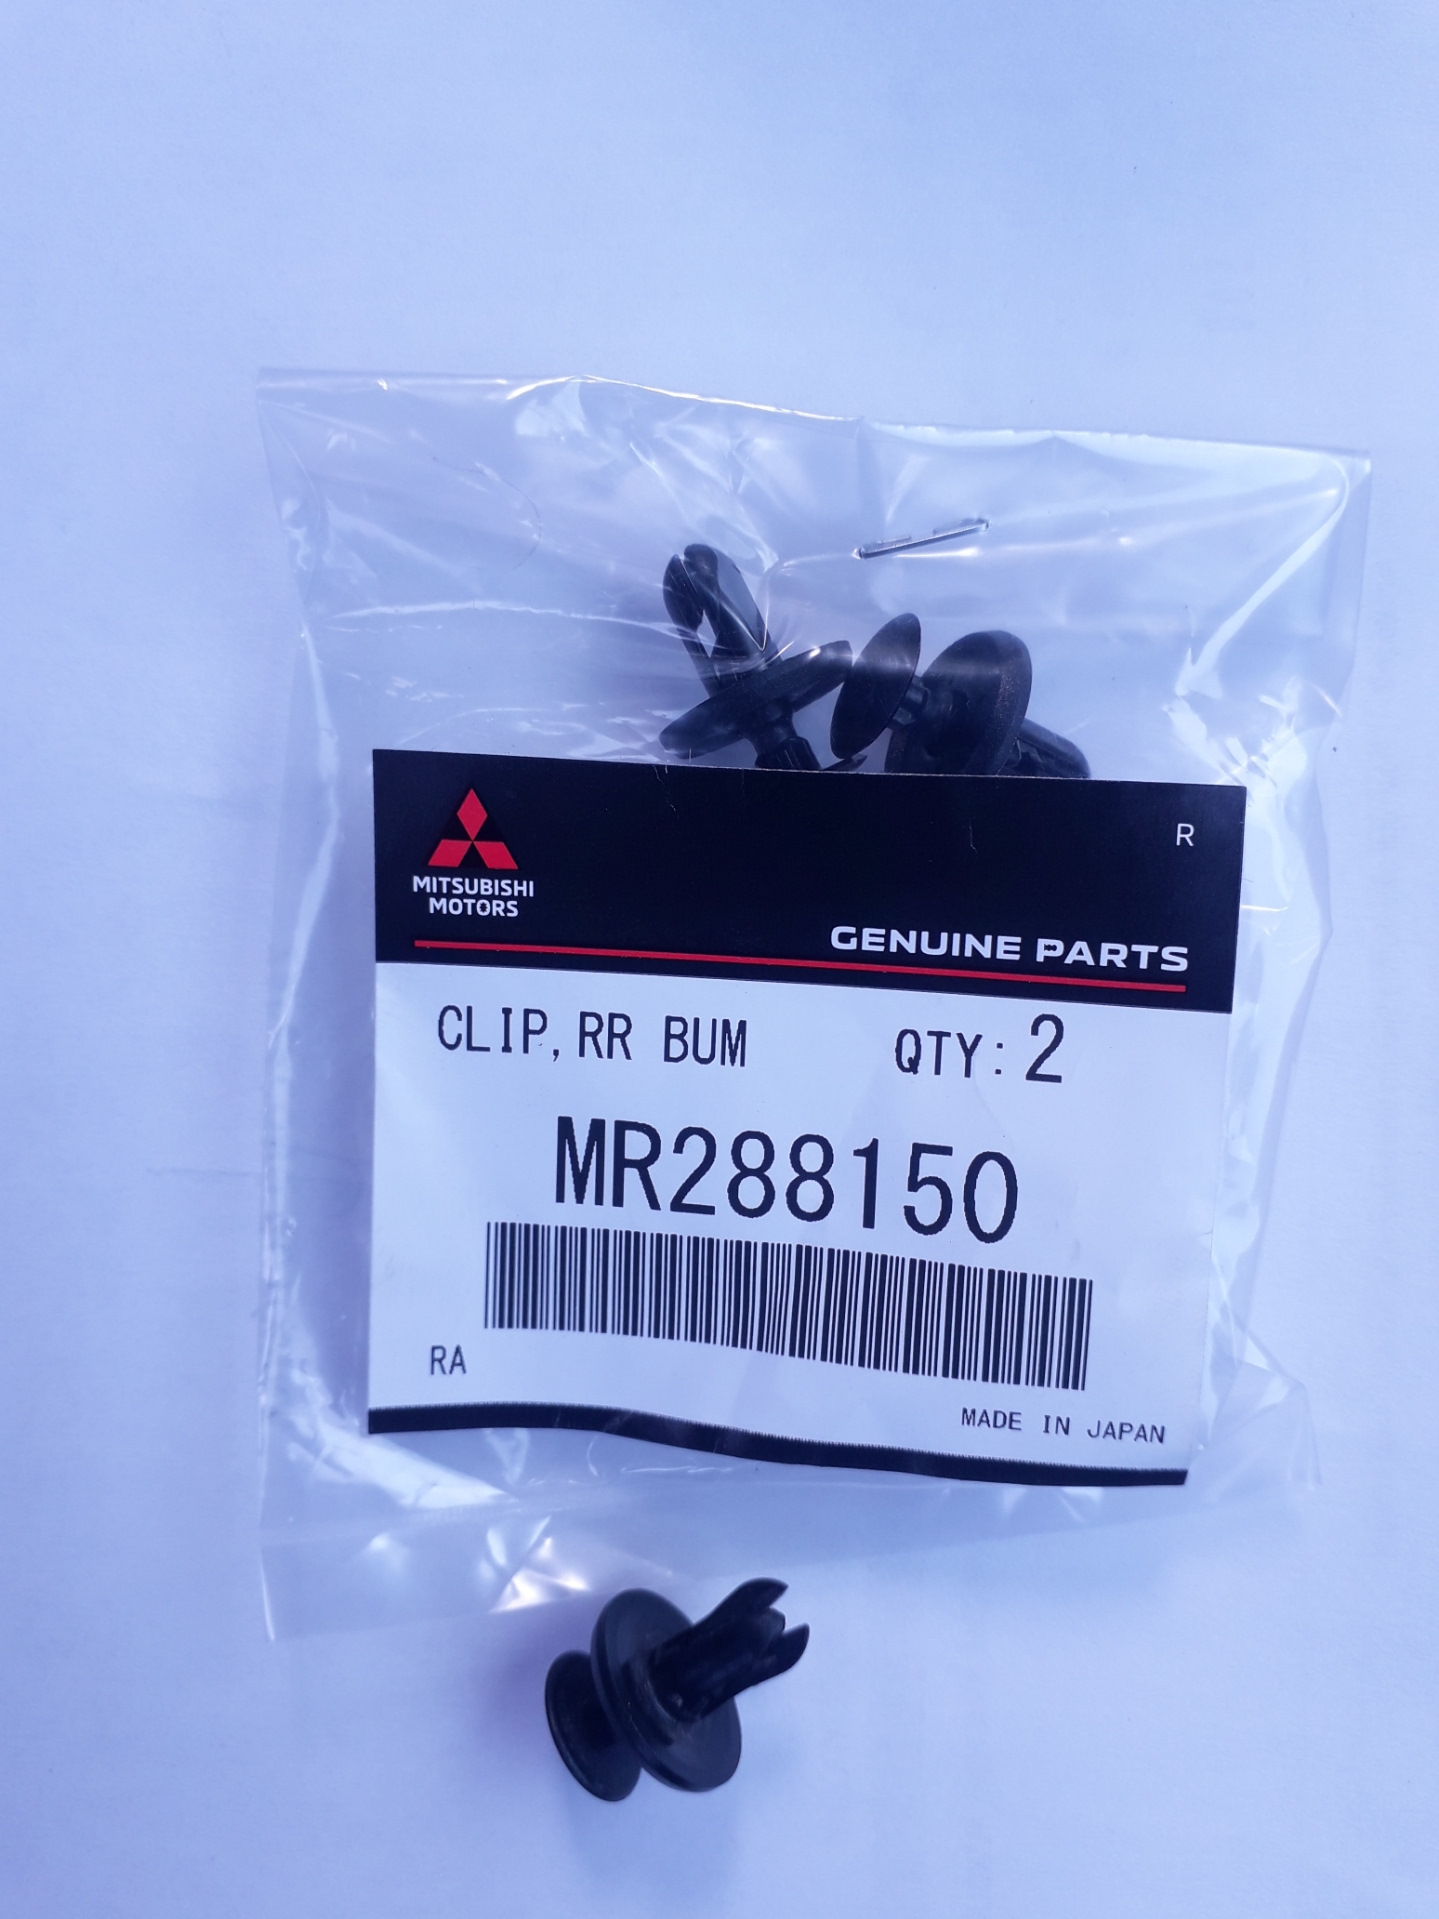 MITSUBISHI
MOTORS
R
GENUINE PARTS
CLIP, RR BUM QTY: 2
MR288150
RA
MADE IN JAPAN